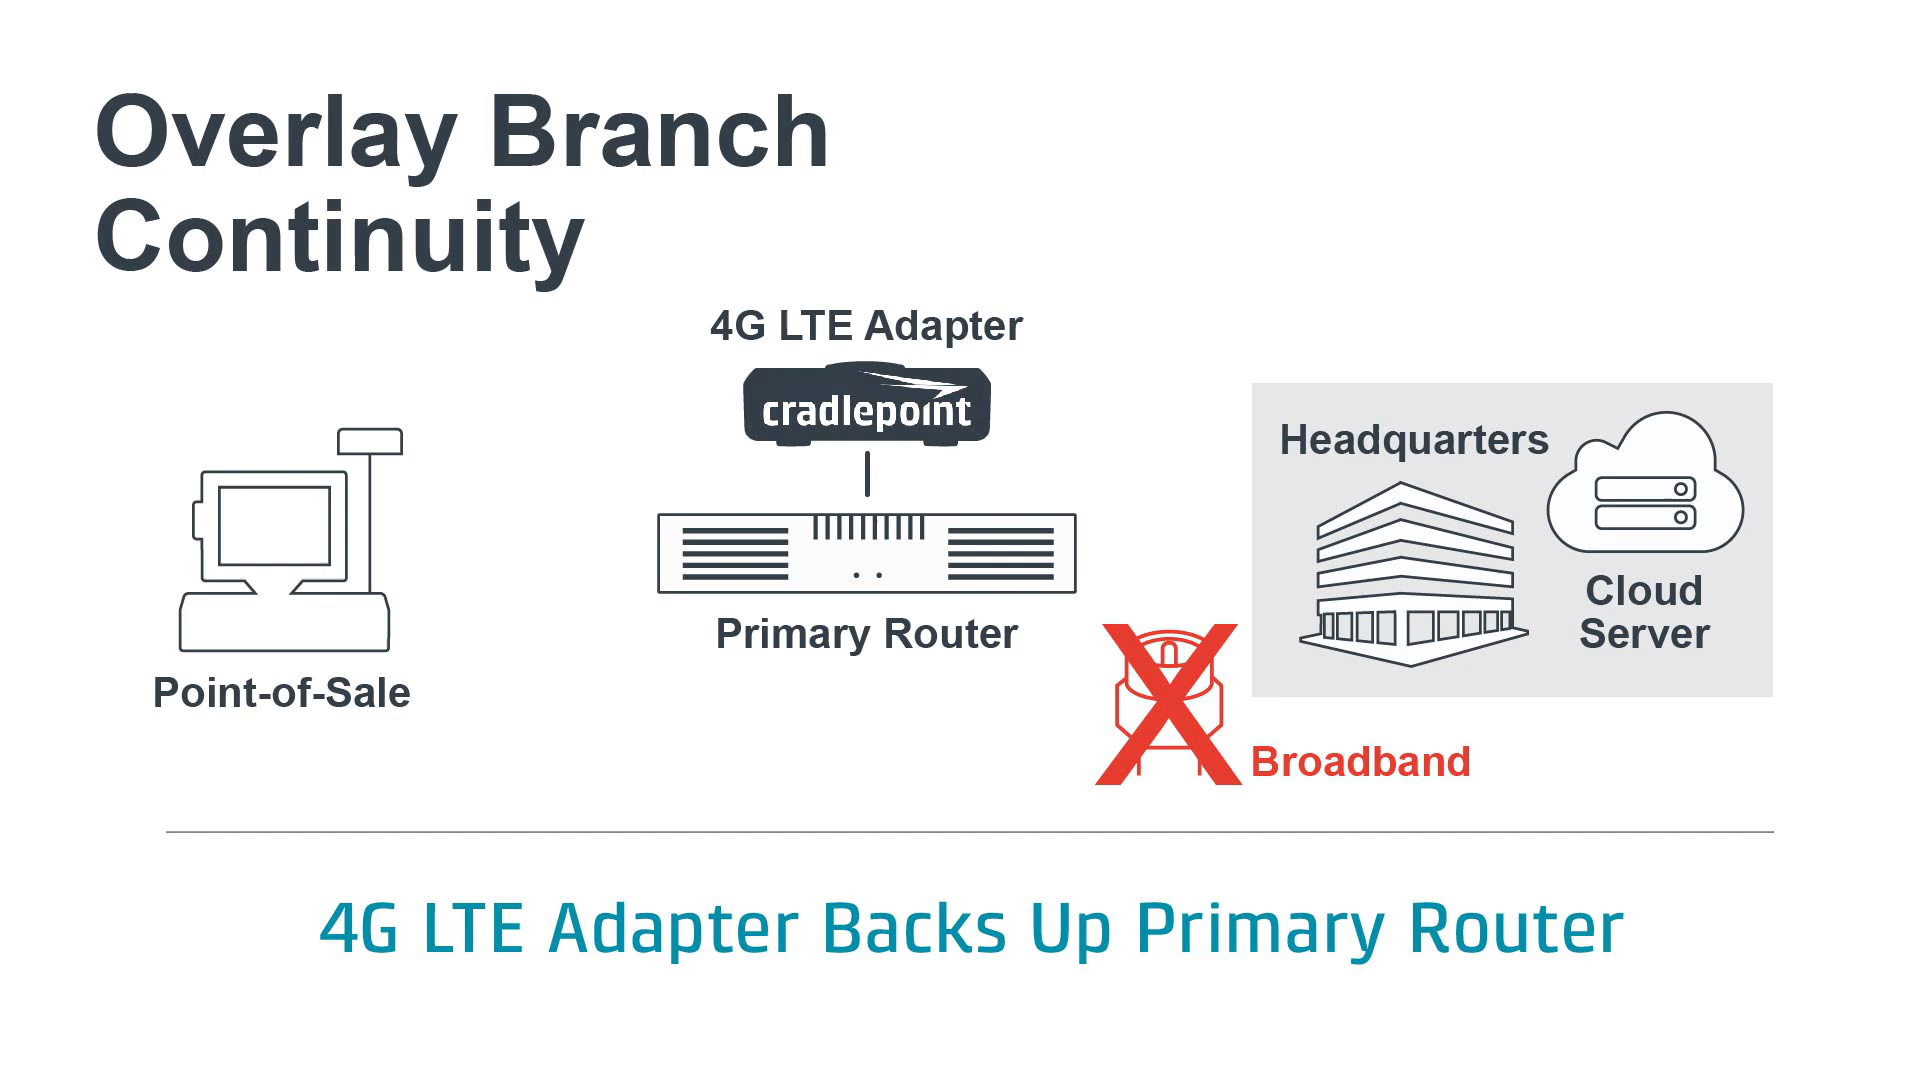 Overlay Branch
Continuity
4G LTE Adapter
cradlepoint
Primary Router
Point-of-Sale
Headquarters
Cloud
Server
Broadband
4G LTE Adapter Backs Up Primary Router